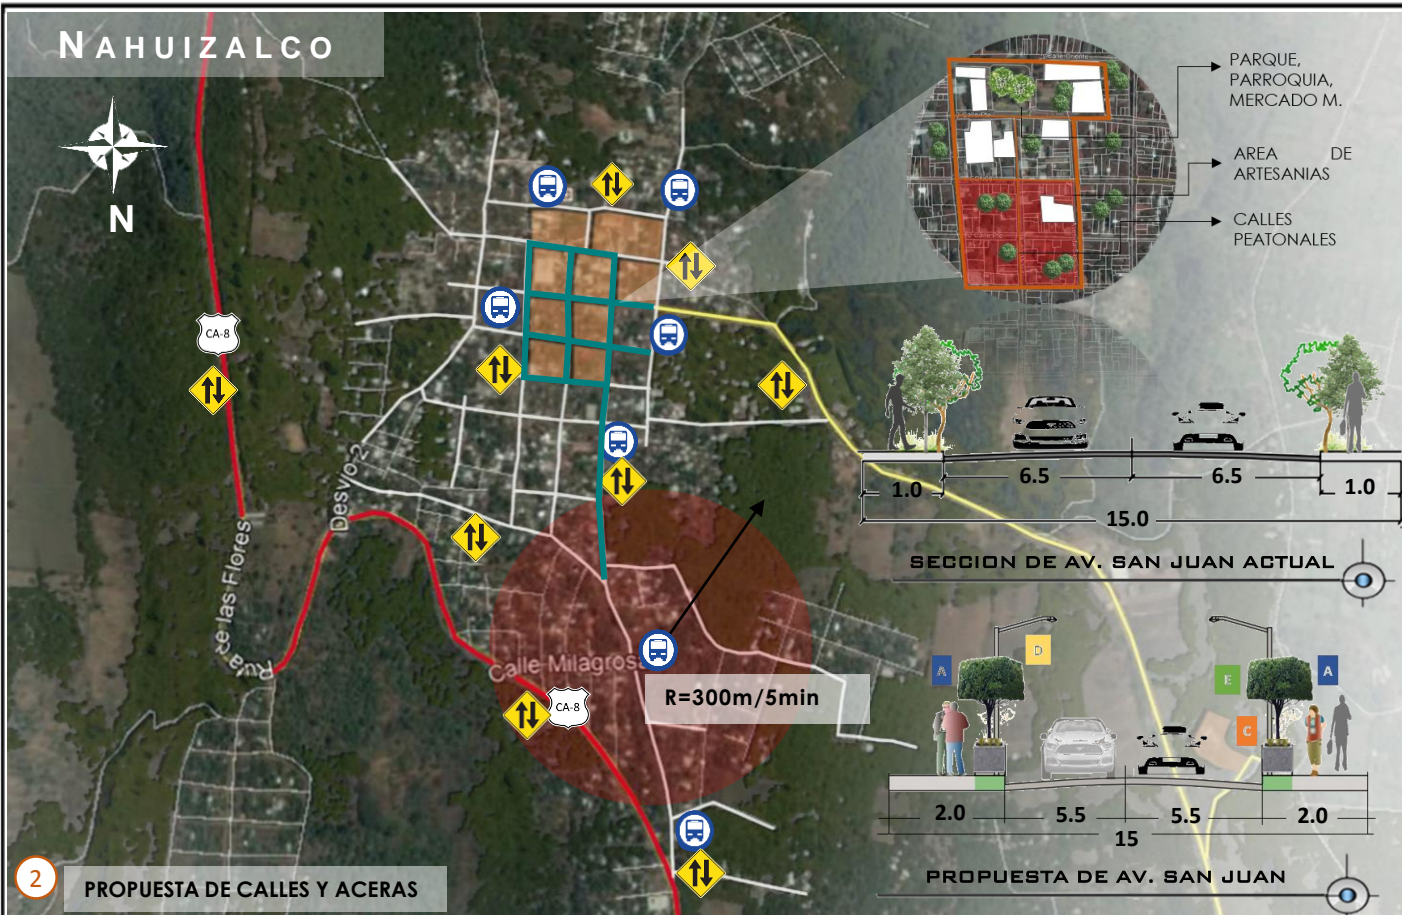 NAHUIZALCO
N
PARQUE,
PARROQUIA,
MERCADO M.
AREA DE
ARTESANIAS
CALLES
PEATONALES
CA-8
Desvio 2
Ruta de las Flores
Calle Milagrosa
CA-8
R=300m/5min
1.0
6.5
6.5
1.0
15.0
SECCION DE AV. SAN JUAN ACTUAL
A
D
E
A
C
2.0
5.5
5.5
2.0
15
PROPUESTA DE AV. SAN JUAN
2
PROPUESTA DE CALLES Y ACERAS